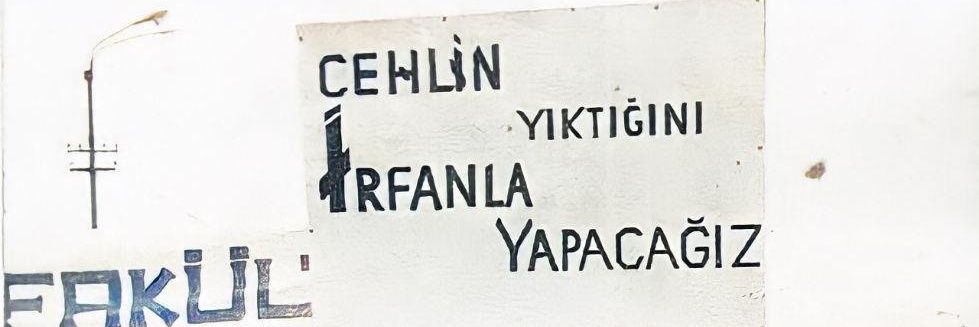 CEHLİN
YIKTIĞINI
İRFANLA
YAPACAĞIZ
FAKÜL